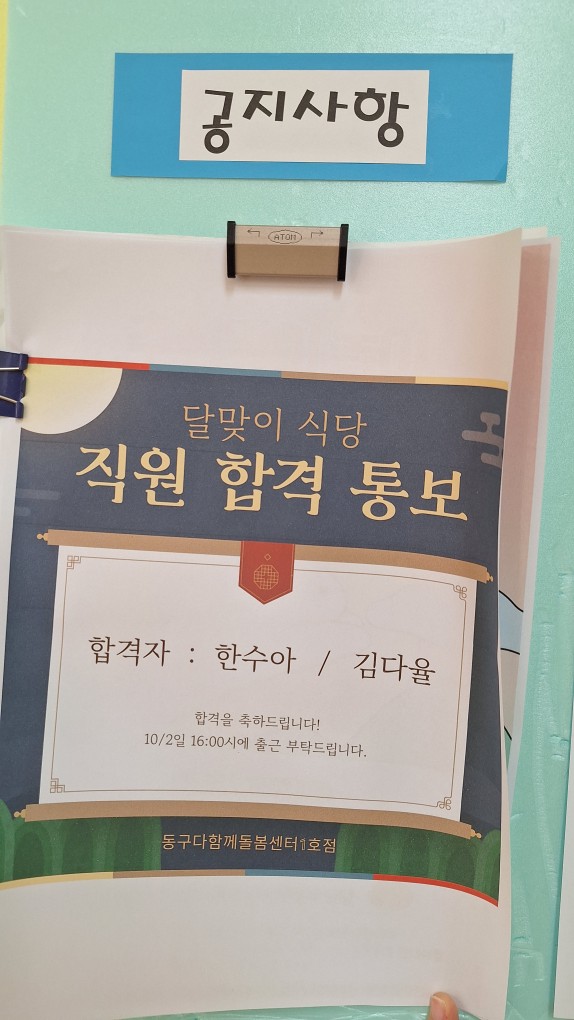 공지사항
ATOM
달맞이 식당
직원 합격 통보
합격자 : 한수아 / 김다율
합격을 축하드립니다!
10/2일 16:00시에 출근 부탁드립니다.
동구다함께돌봄센터1호점